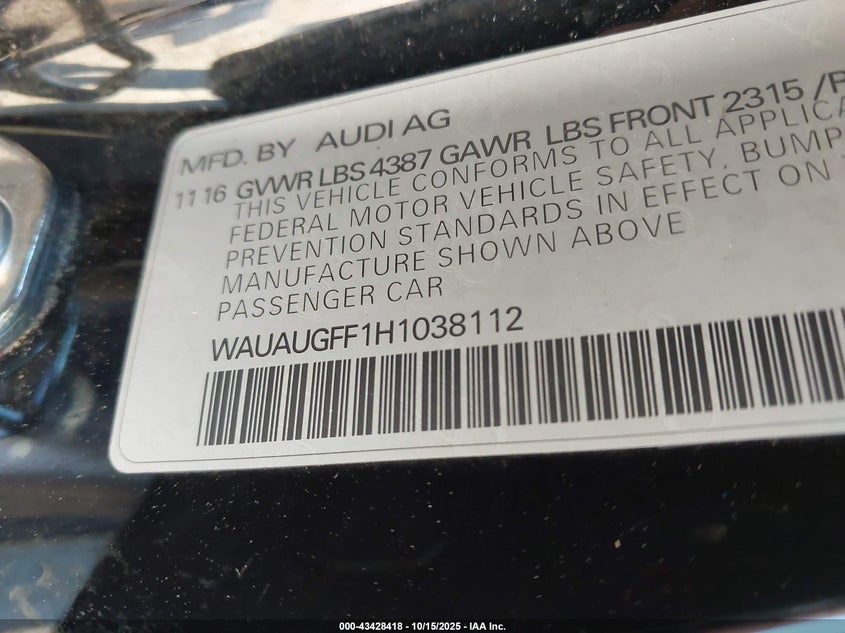 MFD. BY AUDI AG
11 16 GVWR LBS 4387 GAWR LBS FRONT 2315 /R
THIS VEHICLE CONFORMS TO ALL
FEDERAL MOTOR VEHICLE SAFETY, BUMP
PREVENTION STANDARDS IN EFFECT ON
MANUFACTURE SHOWN ABOVE
PASSENGER CAR
WAUAUGFF1H1038112
000-43428418 - 10/15/2025 - IAA Inc.